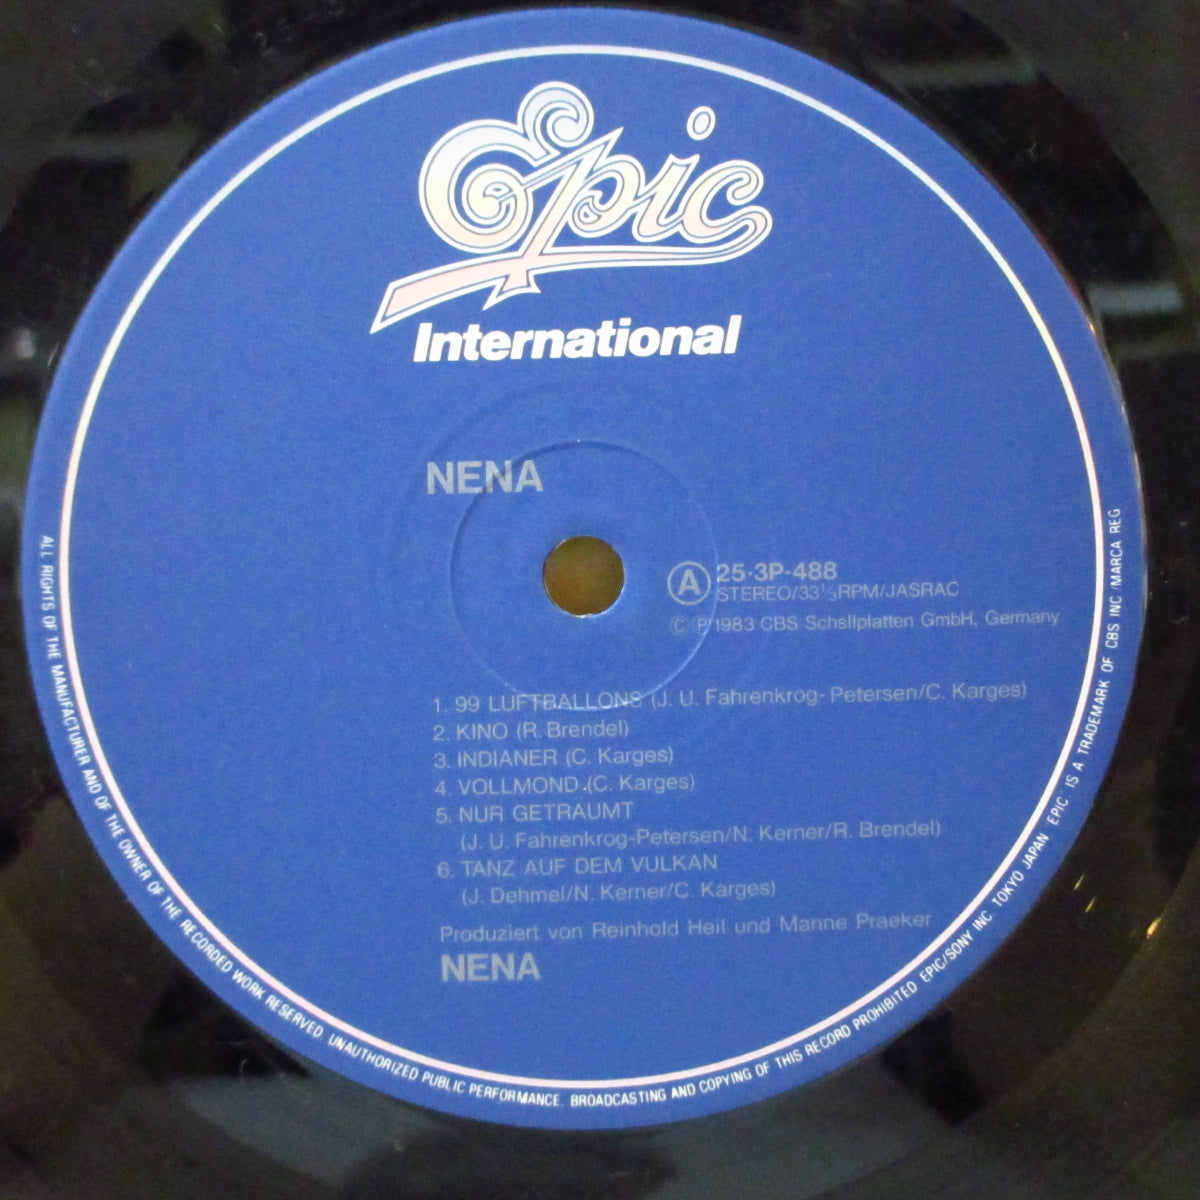 Epic
International
NENA
A 25·3P-488
STEREO/33⅓RPM/JASRAC
Ⓒ Ⓟ 1983 CBS Schsllplatten GmbH, Germany
1. 99 LUFTBALLONS (J. U. Fahrenkrog-Petersen/C. Karges)
2. KINO (R. Brendel)
3. INDIANER (C. Karges)
4. VOLLMOND (C. Karges)
5. NUR GETRAUMT
(J. U. Fahrenkrog-Petersen/N. Kerner/R. Brendel)
6. TANZ AUF DEM VULKAN
(J. Dehmel/N. Kerner/C. Karges)
Produziert von Reinhold Heil und Manne Praeker
NENA
ALL RIGHTS OF THE MANUFACTURER AND OF THE OWNER OF THE RECORDED WORK RESERVED. UNAUTHORIZED PUBLIC PERFORMANCE. BROADCASTING AND COPYING OF THIS RECORD PROHIBITED EPIC/SONY INC. TOKYO JAPAN 'EPIC' IS A TRADEMARK OF CBS INC. MARCA REG